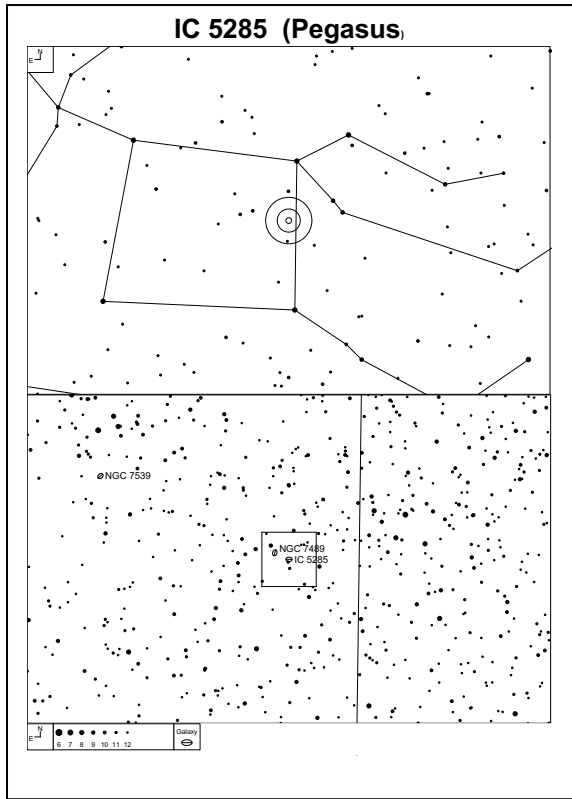 IC 5285 (Pegasus)
N
E
NGC 7539
NGC 7489
IC 5285
N
E
6 7 8 9 10 11 12
Galaxy